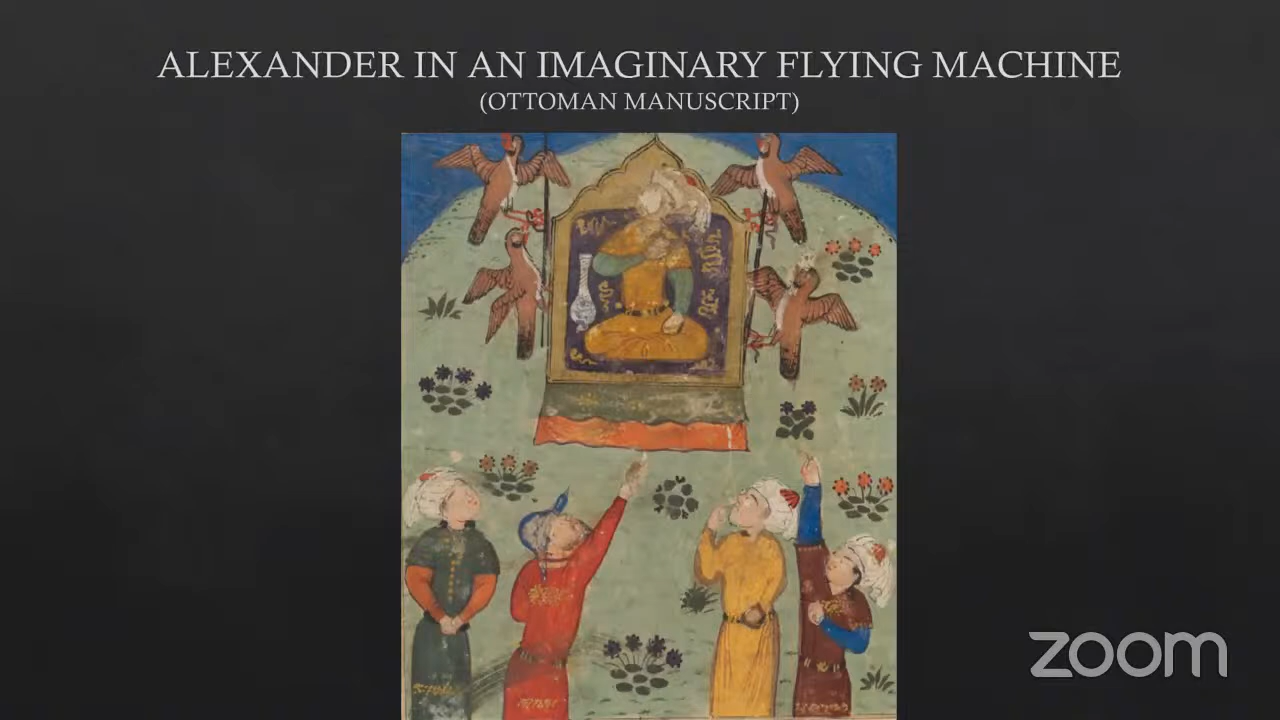 ALEXANDER IN AN IMAGINARY FLYING MACHINE
(OTTOMAN MANUSCRIPT)
zoom